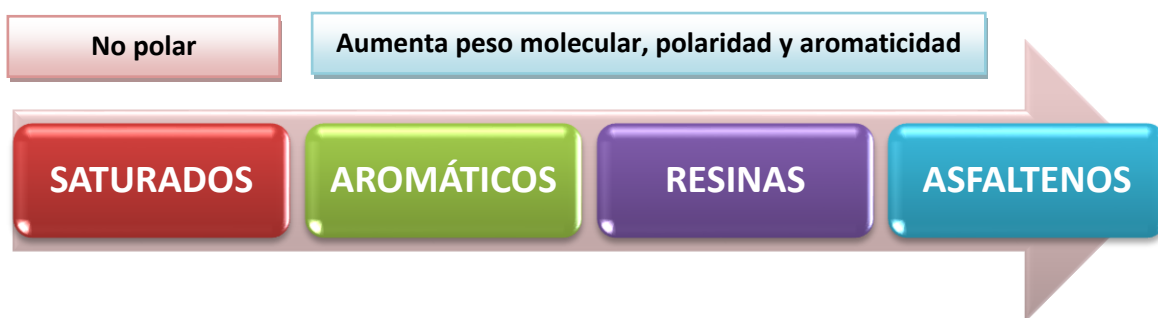 No polar
Aumenta peso molecular, polaridad y aromaticidad
SATURADOS
AROMÁTICOS
RESINAS
ASFALTENOS